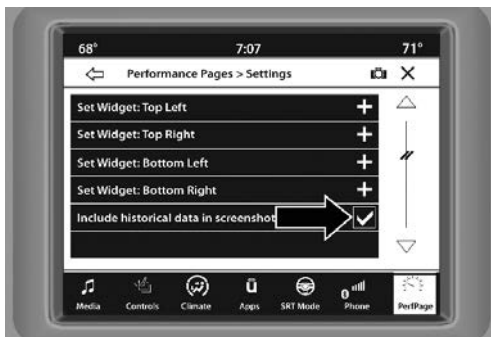 68° 7:07 71°
Performance Pages > Settings
Set Widget: Top Left
Set Widget: Top Right
Set Widget: Bottom Left
Set Widget: Bottom Right
Include historical data in screenshot
Media Controls Climate Apps SRT Mode 0 Phone PerfPage